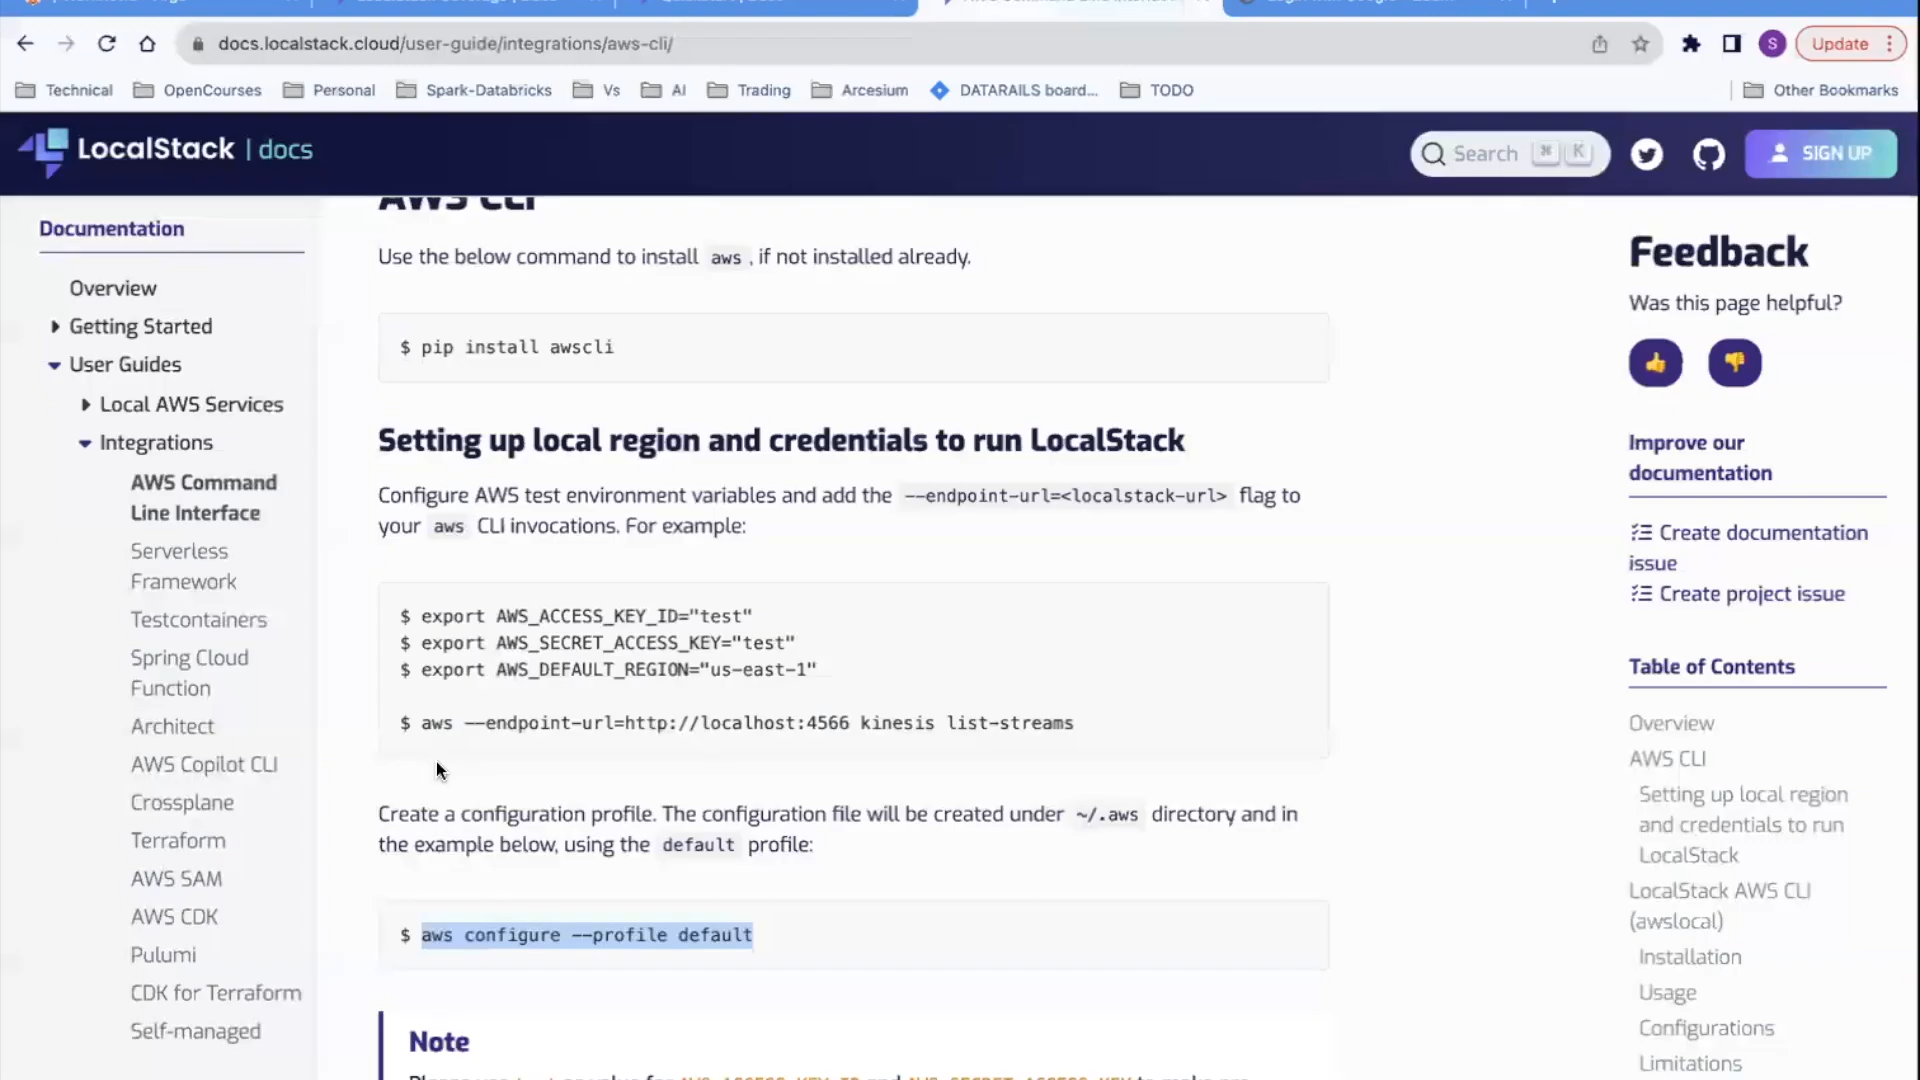 docs.localstack.cloud/user-guide/integrations/aws-cli/
S
Update
Technical
OpenCourses
Personal
Spark-Databricks
Vs
AI
Trading
Arcesium
DATARAILS board...
TODO
Other Bookmarks
LocalStack | docs
Search ⌘ K
SIGN UP
Documentation
Overview
Getting Started
User Guides
Local AWS Services
Integrations
AWS Command
Line Interface
Serverless
Framework
Testcontainers
Spring Cloud
Function
Architect
AWS Copilot CLI
Crossplane
Terraform
AWS SAM
AWS CDK
Pulumi
CDK for Terraform
Self-managed
AWS CLI
Use the below command to install aws , if not installed already.
$ pip install awscli
Setting up local region and credentials to run LocalStack
Configure AWS test environment variables and add the --endpoint-url=<localstack-url> flag to
your aws CLI invocations. For example:
$ export AWS_ACCESS_KEY_ID="test"
$ export AWS_SECRET_ACCESS_KEY="test"
$ export AWS_DEFAULT_REGION="us-east-1"
$ aws --endpoint-url=http://localhost:4566 kinesis list-streams
Create a configuration profile. The configuration file will be created under ~/.aws directory and in
the example below, using the default profile:
$ aws configure --profile default
Note
Feedback
Was this page helpful?
Improve our
documentation
Create documentation
issue
Create project issue
Table of Contents
Overview
AWS CLI
Setting up local region
and credentials to run
LocalStack
LocalStack AWS CLI
(awslocal)
Installation
Usage
Configurations
Limitations